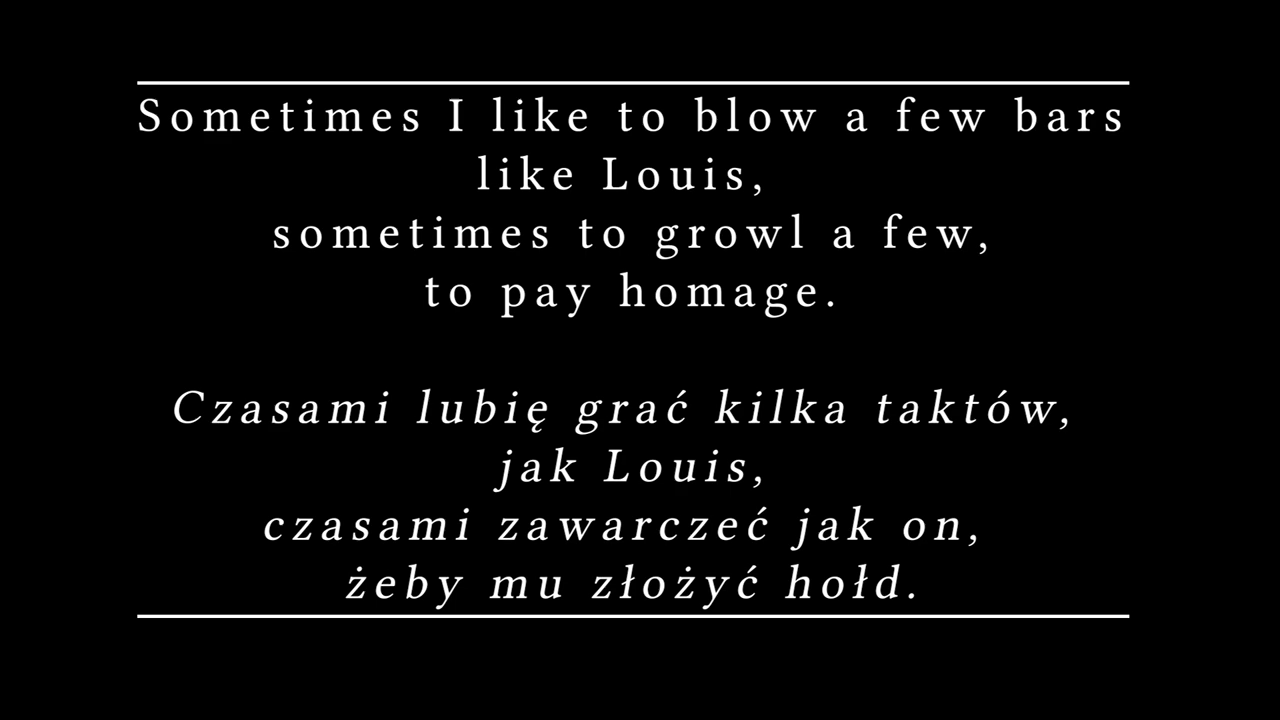 Sometimes I like to blow a few bars
like Louis,
sometimes to growl a few,
to pay homage.
Czasami lubię grać kilka taktów,
jak Louis,
czasami zawarczeć jak on,
żeby mu złożyć hołd.